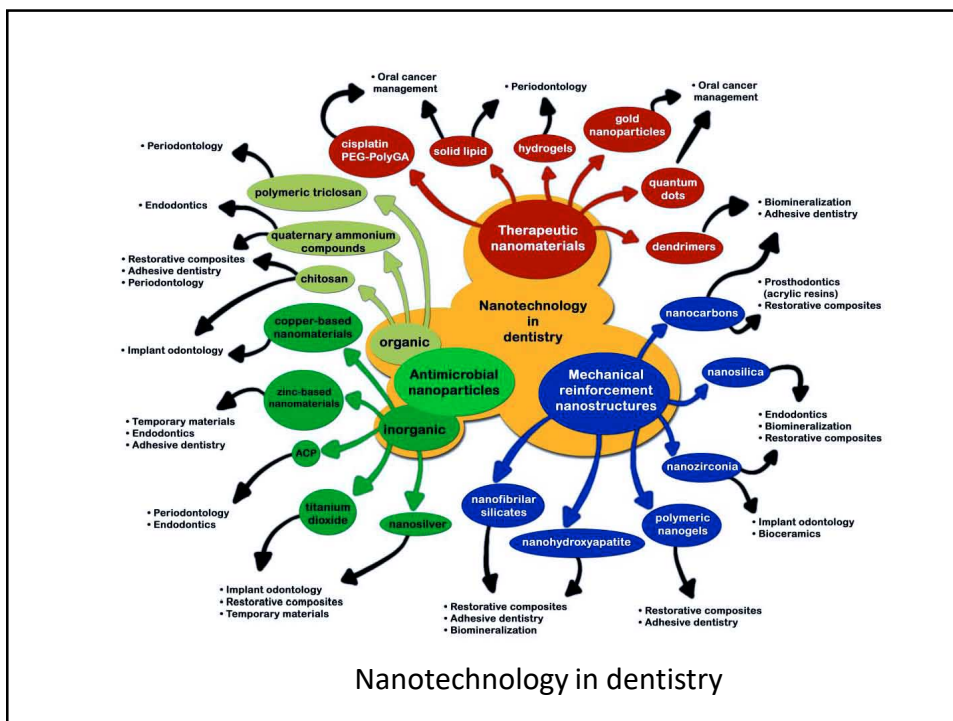 • Oral cancer
management
• Periodontology
• Oral cancer
management
cisplatin
PEG-PolyGA
solid lipid
hydrogels
gold
nanoparticles
quantum
dots
dendrimers
Therapeutic
nanomaterials
• Biomineralization
• Adhesive dentistry
• Periodontology
polymeric triclosan
• Endodontics
quaternary ammonium
compounds
• Restorative composites
• Adhesive dentistry
• Periodontology
chitosan
• Implant odontology
organic
copper-based
nanomaterials
Nanotechnology
in
dentistry
Antimicrobial
nanoparticles
inorganic
zinc-based
nanomaterials
• Temporary materials
• Endodontics
• Adhesive dentistry
ACP
• Periodontology
• Endodontics
titanium
dioxide
nanosilver
• Implant odontology
• Restorative composites
• Temporary materials
Mechanical
reinforcement
nanostructures
nanocarbons
• Prosthodontics
(acrylic resins)
• Restorative composites
nanosilica
• Endodontics
• Biomineralization
• Restorative composites
nanozirconia
• Implant odontology
• Bioceramics
nanofibrilar
silicates
nanohydroxyapatite
polymeric
nanogels
• Restorative composites
• Adhesive dentistry
• Biomineralization
• Restorative composites
• Adhesive dentistry
Nanotechnology in dentistry